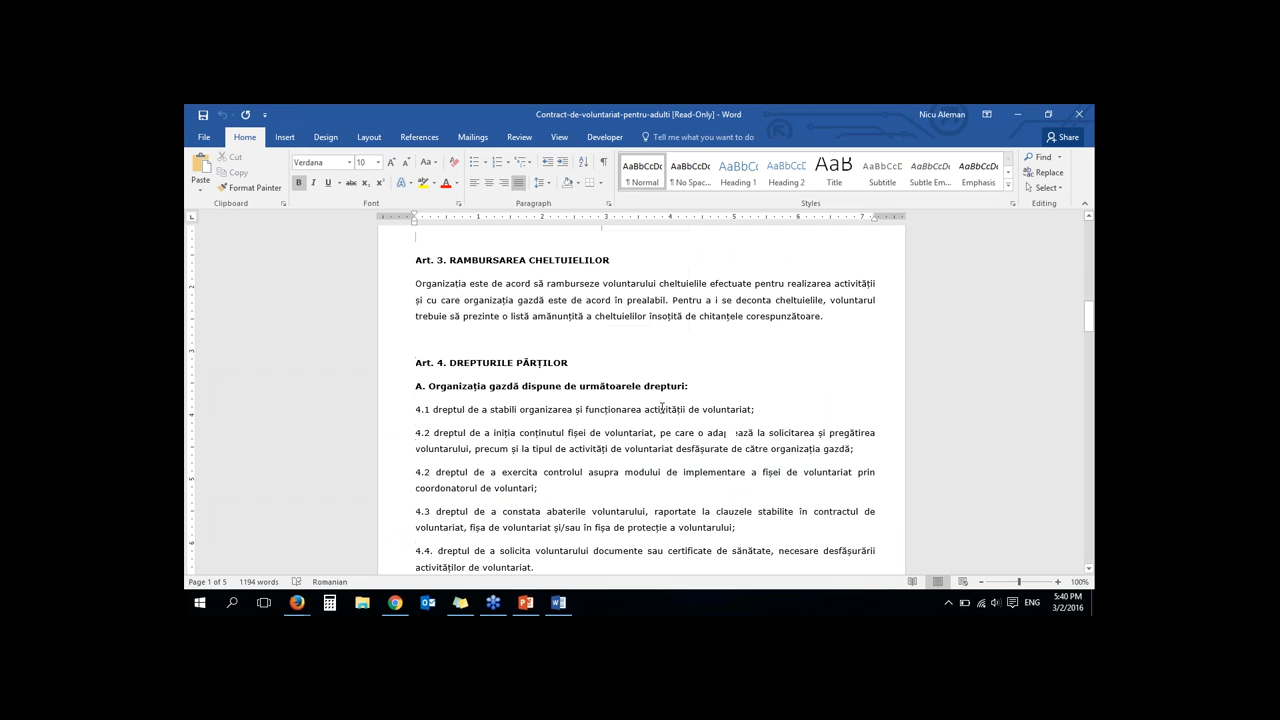 Contract-de-voluntariat-pentru-adulti [Read-Only] - Word
Nicu Aleman
File Home Insert Design Layout References Mailings Review View Developer Tell me what you want to do Share
Paste
Cut
Copy
Format Painter
Clipboard
Verdana 10
Font
Paragraph
AaBbCcDc AaBbCcDc AaBbCc AaBbCcC AaB AaBbCcD AaBbCcDc AaBbCcDc
¶ Normal ¶ No Spac... Heading 1 Heading 2 Title Subtitle Subtle Em... Emphasis
Styles
Find
Replace
Select
Editing
1 2 3 4 5 6 7
Art. 3. RAMBURSAREA CHELTUIELILOR
Organizația este de acord să ramburseze voluntarului cheltuielile efectuate pentru realizarea activității
și cu care organizația gazdă este de acord în prealabil. Pentru a i se deconta cheltuielile, voluntarul
trebuie să prezinte o listă amănunțită a cheltuielilor însoțită de chitanțele corespunzătoare.
Art. 4. DREPTURILE PĂRȚILOR
A. Organizația gazdă dispune de următoarele drepturi:
4.1 dreptul de a stabili organizarea și funcționarea activității de voluntariat;
4.2 dreptul de a iniția conținutul fișei de voluntariat, pe care o la solicitarea și pregătirea
voluntarului, precum și la tipul de activități de voluntariat desfășurate de către organizația gazdă;
4.2 dreptul de a exercita controlul asupra modului de implementare a fișei de voluntariat prin
coordonatorul de voluntari;
4.3 dreptul de a constata abaterile voluntarului, raportate la clauzele stabilite în contractul de
voluntariat, fișa de voluntariat și/sau în fișa de protecție a voluntarului;
4.4. dreptul de a solicita voluntarului documente sau certificate de sănătate, necesare desfășurării
activităților de voluntariat.
Page 1 of 5 1194 words Romanian 100%
ENG
5:40 PM
3/2/2016